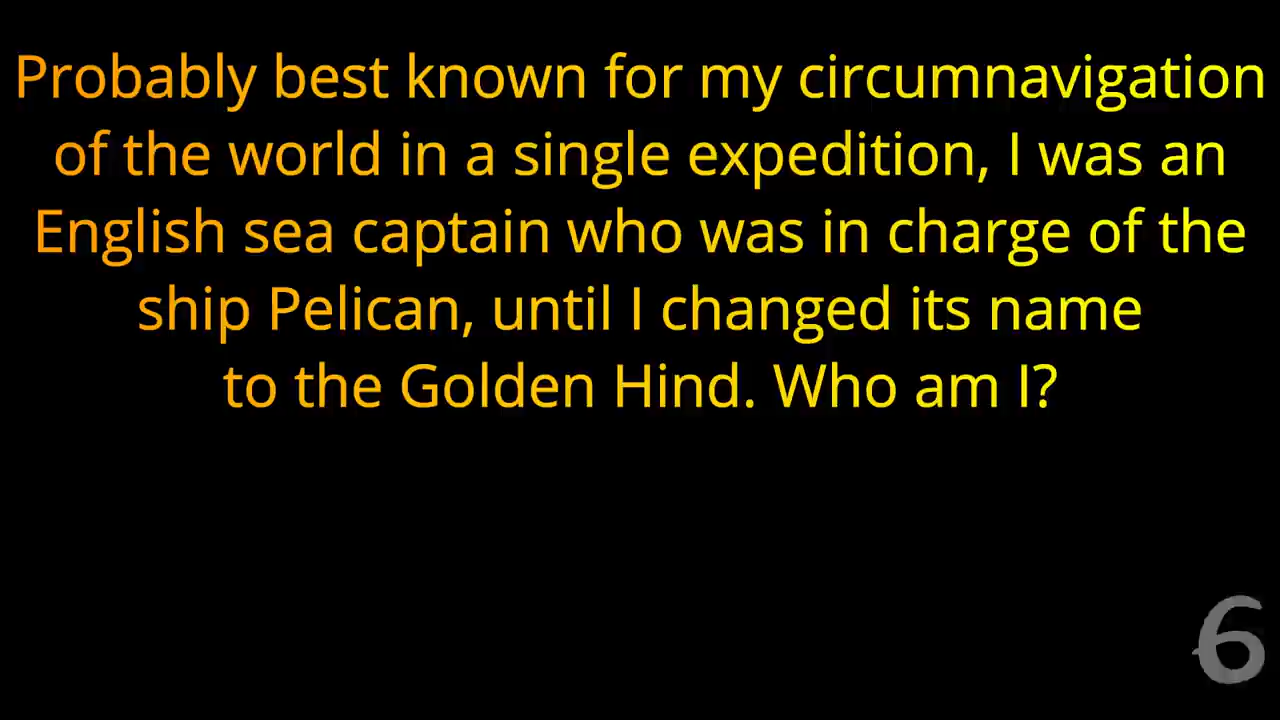 Probably best known for my circumnavigation
of the world in a single expedition, I was an
English sea captain who was in charge of the
ship Pelican, until I changed its name
to the Golden Hind. Who am I?
6